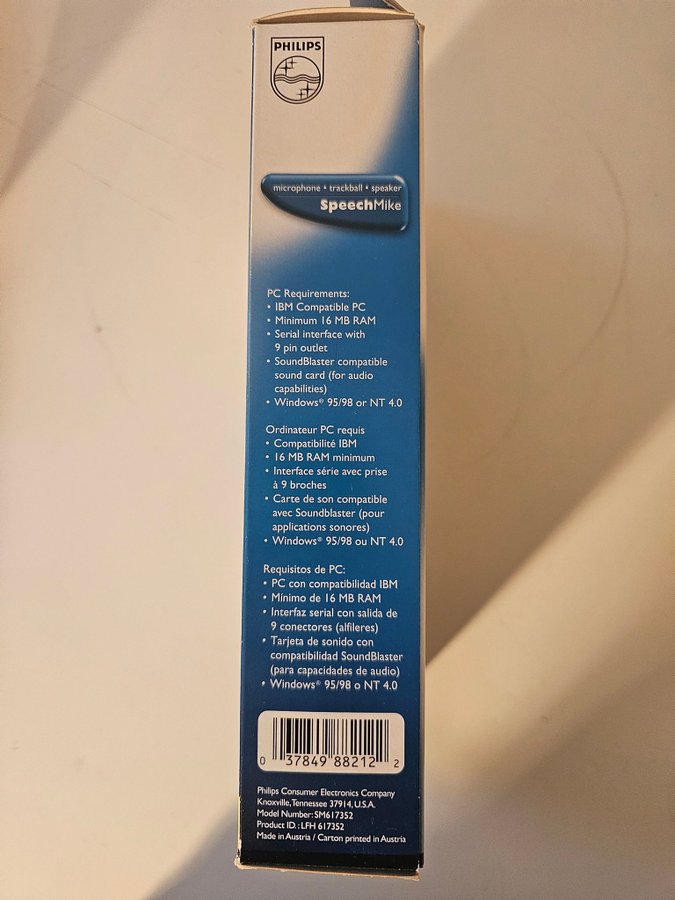 PHILIPS
microphone • trackball • speaker
SpeechMike
PC Requirements:
• IBM Compatible PC
• Minimum 16 MB RAM
• Serial interface with
9 pin outlet
• SoundBlaster compatible
sound card (for audio
capabilities)
• Windows® 95/98 or NT 4.0
Ordinateur PC requis
• Compatibilité IBM
• 16 MB RAM minimum
• Interface série avec prise
à 9 broches
• Carte de son compatible
avec Soundblaster (pour
applications sonores)
• Windows® 95/98 ou NT 4.0
Requisitos de PC:
• PC con compatibilidad IBM
• Mínimo de 16 MB RAM
• Interfaz serial con salida de
9 conectores (alfileres)
• Tarjeta de sonido con
compatibilidad SoundBlaster
(para capacidades de audio)
• Windows® 95/98 o NT 4.0
0 37849 88212 2
Philips Consumer Electronics Company
Knoxville, Tennessee 37914, U.S.A.
Model Number: SM617352
Product ID.: LFH 617352
Made in Austria / Carton printed in Austria